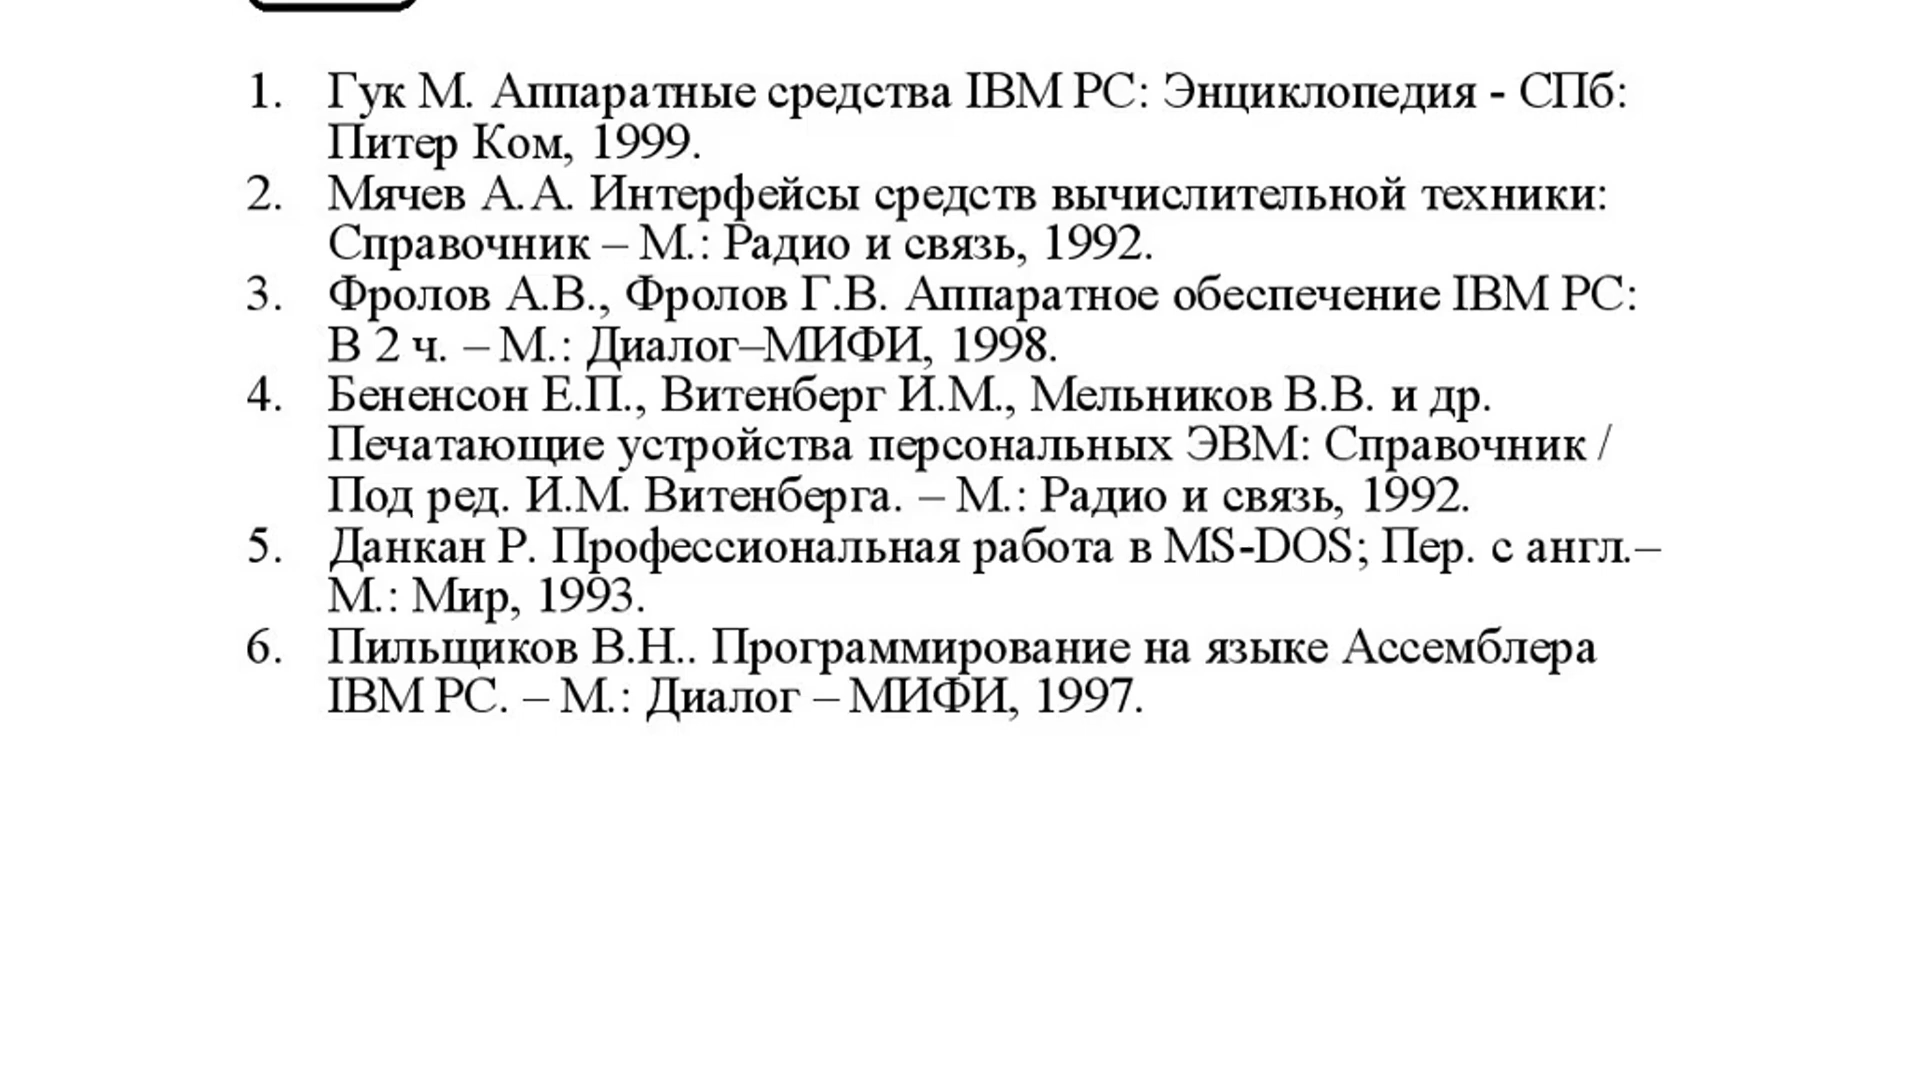 1. Гук М. Аппаратные средства IBM PC: Энциклопедия - СПб:
Питер Ком, 1999.
2. Мячев А.А. Интерфейсы средств вычислительной техники:
Справочник – М.: Радио и связь, 1992.
3. Фролов А.В., Фролов Г.В. Аппаратное обеспечение IBM PC:
В 2 ч. – М.: Диалог–МИФИ, 1998.
4. Бененсон Е.П., Витенберг И.М., Мельников В.В. и др.
Печатающие устройства персональных ЭВМ: Справочник /
Под ред. И.М. Витенберга. – М.: Радио и связь, 1992.
5. Данкан Р. Профессиональная работа в MS-DOS; Пер. с англ.–
М.: Мир, 1993.
6. Пильщиков В.Н.. Программирование на языке Ассемблера
IBM PC. – М.: Диалог – МИФИ, 1997.